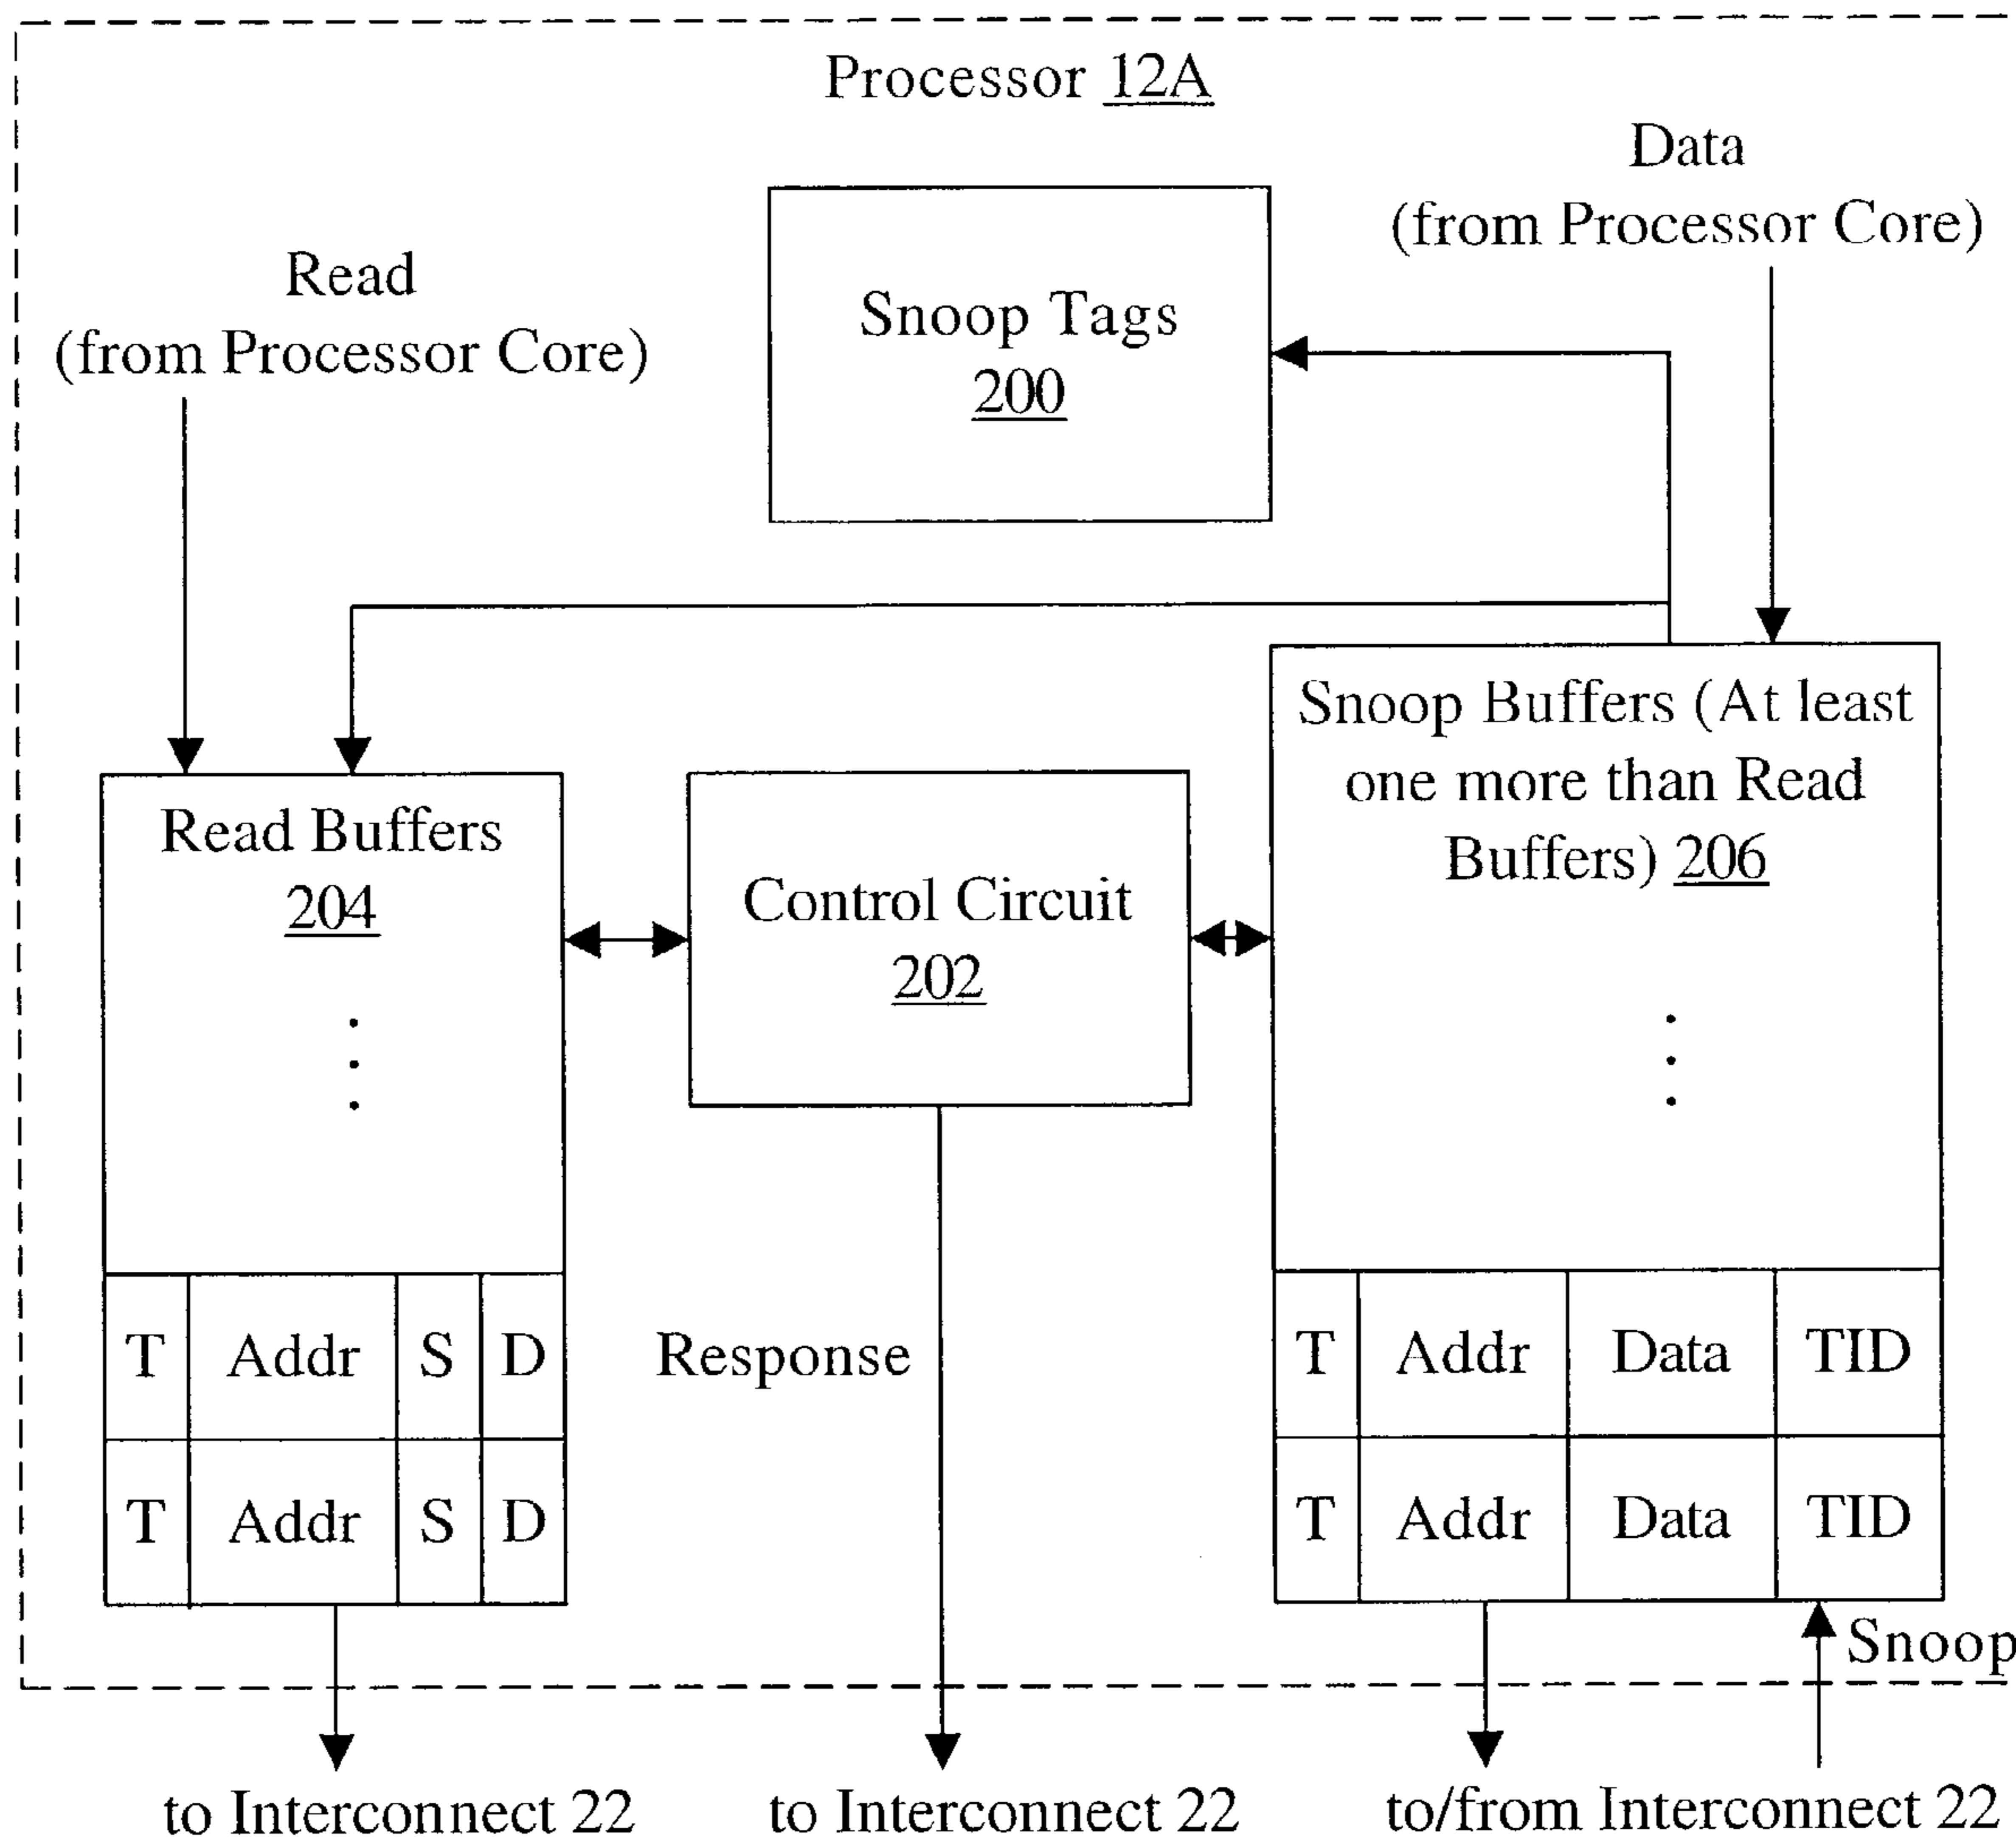 Processor 12A
Data
(from Processor Core)
Read
(from Processor Core)
Snoop Tags
200
Snoop Buffers (At least
one more than Read
Buffers) 206
Read Buffers
204
Control Circuit
202
T Addr S D
T Addr S D
Response
T Addr Data TID
T Addr Data TID
Snoop
to Interconnect 22
to Interconnect 22
to/from Interconnect 22